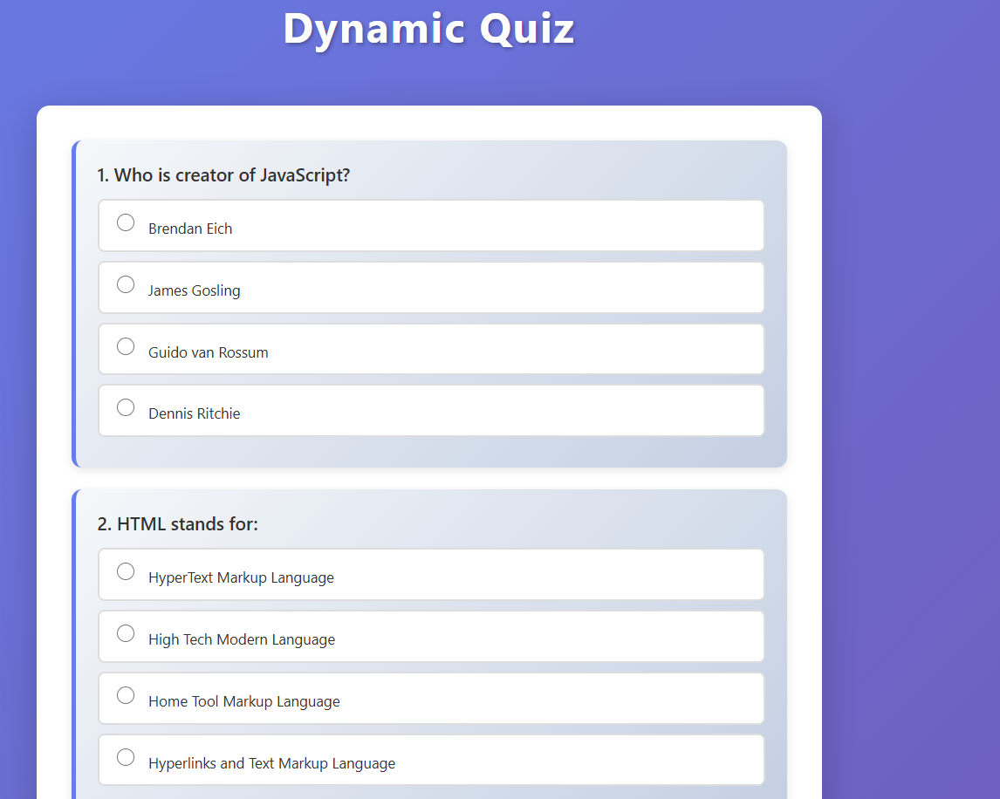 Dynamic Quiz
1. Who is creator of JavaScript?
Brendan Eich
James Gosling
Guido van Rossum
Dennis Ritchie
2. HTML stands for:
HyperText Markup Language
High Tech Modern Language
Home Tool Markup Language
Hyperlinks and Text Markup Language